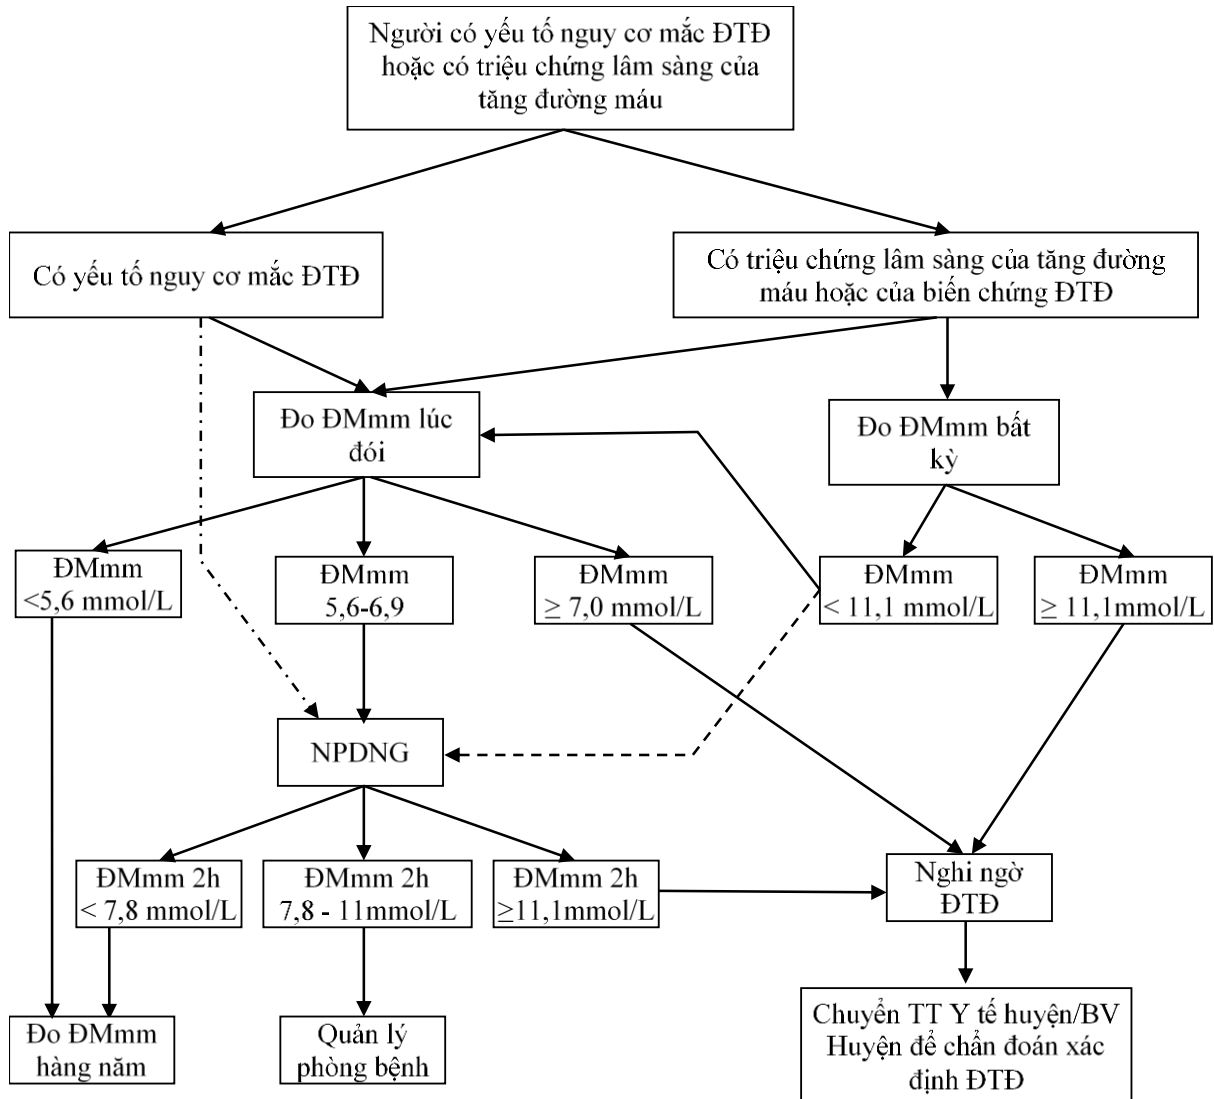 Người có yếu tố nguy cơ mắc ĐTĐ
hoặc có triệu chứng lâm sàng của
tăng đường máu
Có yếu tố nguy cơ mắc ĐTĐ
Có triệu chứng lâm sàng của tăng đường
máu hoặc của biến chứng ĐTĐ
Đo ĐMmm lúc
đói
Đo ĐMmm bất
kỳ
ĐMmm
<5,6 mmol/L
ĐMmm
5,6-6,9
ĐMmm
≥ 7,0 mmol/L
ĐMmm
< 11,1 mmol/L
ĐMmm
≥ 11,1mmol/L
NPDNG
ĐMmm 2h
< 7,8 mmol/L
ĐMmm 2h
7,8 - 11mmol/L
ĐMmm 2h
≥11,1mmol/L
Nghi ngờ
ĐTĐ
Đo ĐMmm
hàng năm
Quản lý
phòng bệnh
Chuyển TT Y tế huyện/BV
Huyện để chẩn đoán xác
định ĐTĐ